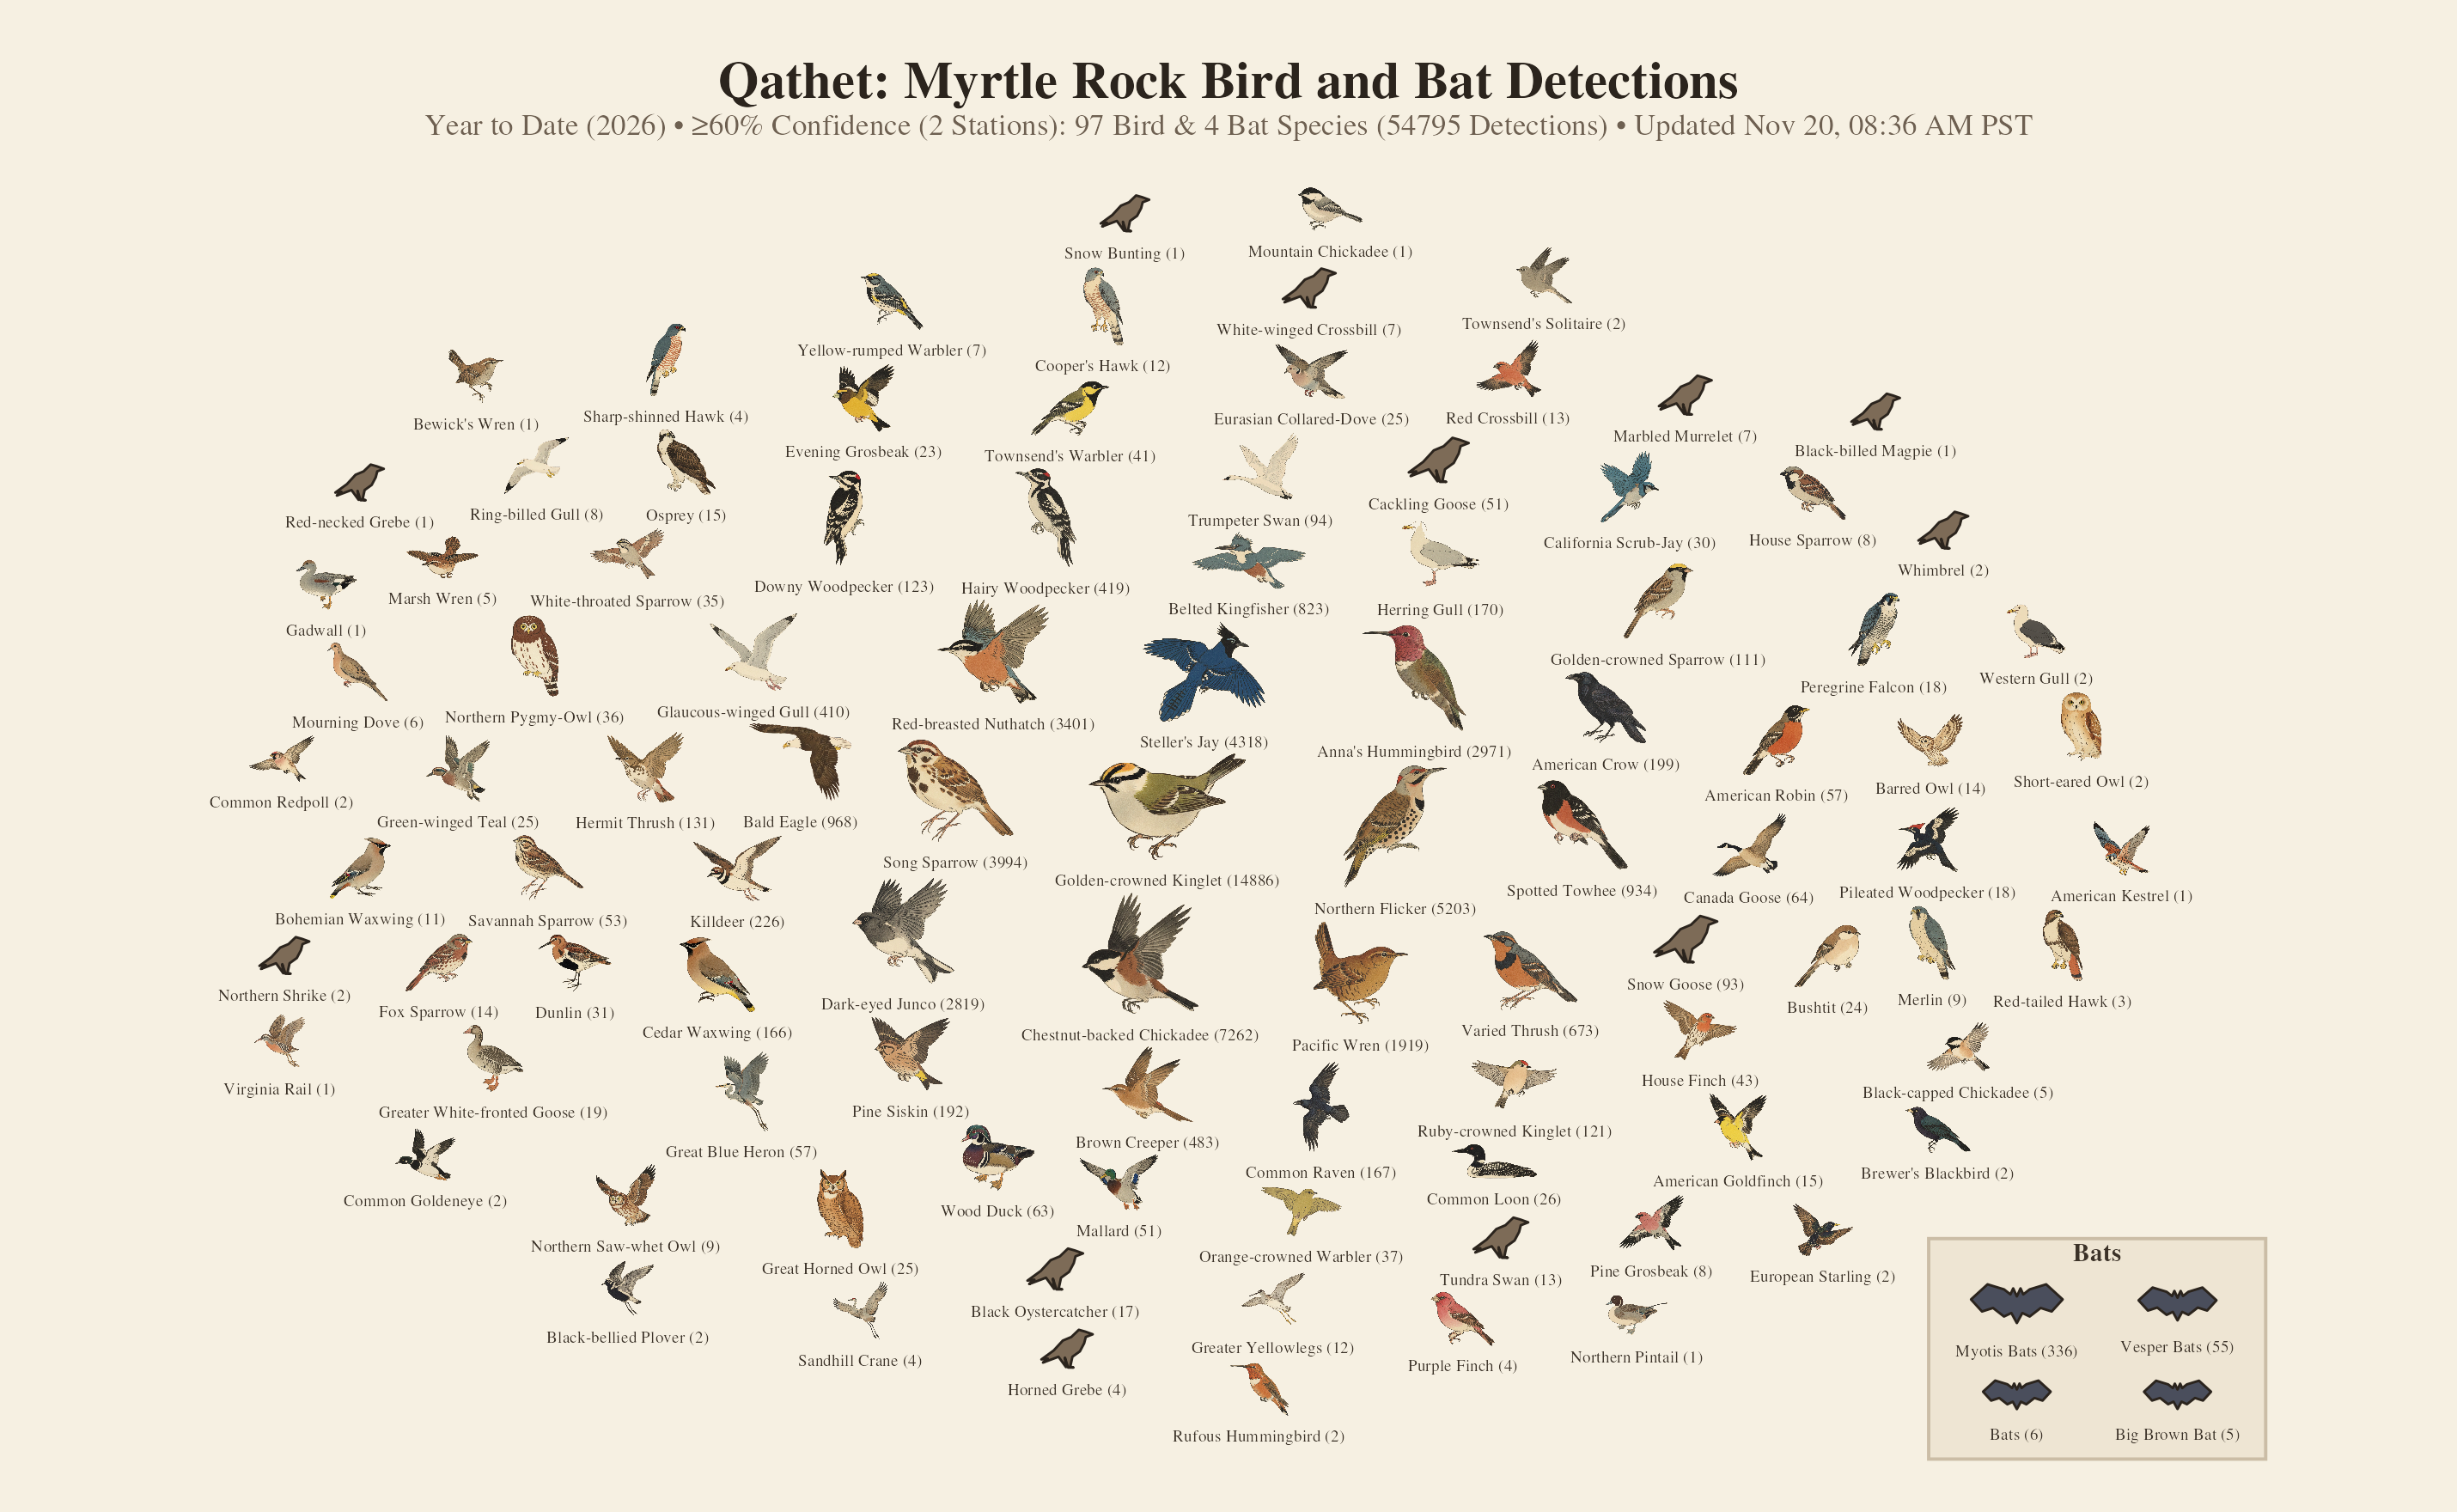 Qathet: Myrtle Rock Bird and Bat Detections
Year to Date (2026) • ≥60% Confidence (2 Stations): 97 Bird & 4 Bat Species (54795 Detections) • Updated Nov 20, 08:36 AM PST
Snow Bunting (1)
Mountain Chickadee (1)
White-winged Crossbill (7)
Townsend's Solitaire (2)
Yellow-rumped Warbler (7)
Cooper's Hawk (12)
Bewick's Wren (1)
Sharp-shinned Hawk (4)
Eurasian Collared-Dove (25)
Red Crossbill (13)
Marbled Murrelet (7)
Black-billed Magpie (1)
Evening Grosbeak (23)
Townsend's Warbler (41)
Red-necked Grebe (1)
Ring-billed Gull (8)
Osprey (15)
Trumpeter Swan (94)
Cackling Goose (51)
California Scrub-Jay (30)
House Sparrow (8)
Whimbrel (2)
Gadwall (1)
Marsh Wren (5)
White-throated Sparrow (35)
Downy Woodpecker (123)
Hairy Woodpecker (419)
Belted Kingfisher (823)
Herring Gull (170)
Golden-crowned Sparrow (111)
Peregrine Falcon (18)
Western Gull (2)
Mourning Dove (6)
Northern Pygmy-Owl (36)
Glaucous-winged Gull (410)
Red-breasted Nuthatch (3401)
Steller's Jay (4318)
Anna's Hummingbird (2971)
American Crow (199)
American Robin (57)
Barred Owl (14)
Short-eared Owl (2)
Common Redpoll (2)
Green-winged Teal (25)
Hermit Thrush (131)
Bald Eagle (968)
Song Sparrow (3994)
Golden-crowned Kinglet (14886)
Northern Flicker (5203)
Spotted Towhee (934)
Canada Goose (64)
Pileated Woodpecker (18)
American Kestrel (1)
Bohemian Waxwing (11)
Savannah Sparrow (53)
Killdeer (226)
Northern Shrike (2)
Fox Sparrow (14)
Dunlin (31)
Cedar Waxwing (166)
Dark-eyed Junco (2819)
Chestnut-backed Chickadee (7262)
Pacific Wren (1919)
Varied Thrush (673)
Snow Goose (93)
Bushtit (24)
Merlin (9)
Red-tailed Hawk (3)
Virginia Rail (1)
Greater White-fronted Goose (19)
Great Blue Heron (57)
Pine Siskin (192)
Brown Creeper (483)
Common Raven (167)
Ruby-crowned Kinglet (121)
House Finch (43)
Black-capped Chickadee (5)
Common Goldeneye (2)
Northern Saw-whet Owl (9)
Great Horned Owl (25)
Wood Duck (63)
Mallard (51)
Orange-crowned Warbler (37)
Common Loon (26)
American Goldfinch (15)
Brewer's Blackbird (2)
Black-bellied Plover (2)
Sandhill Crane (4)
Black Oystercatcher (17)
Horned Grebe (4)
Greater Yellowlegs (12)
Tundra Swan (13)
Pine Grosbeak (8)
European Starling (2)
Purple Finch (4)
Northern Pintail (1)
Rufous Hummingbird (2)
Bats
Myotis Bats (336)
Vesper Bats (55)
Bats (6)
Big Brown Bat (5)